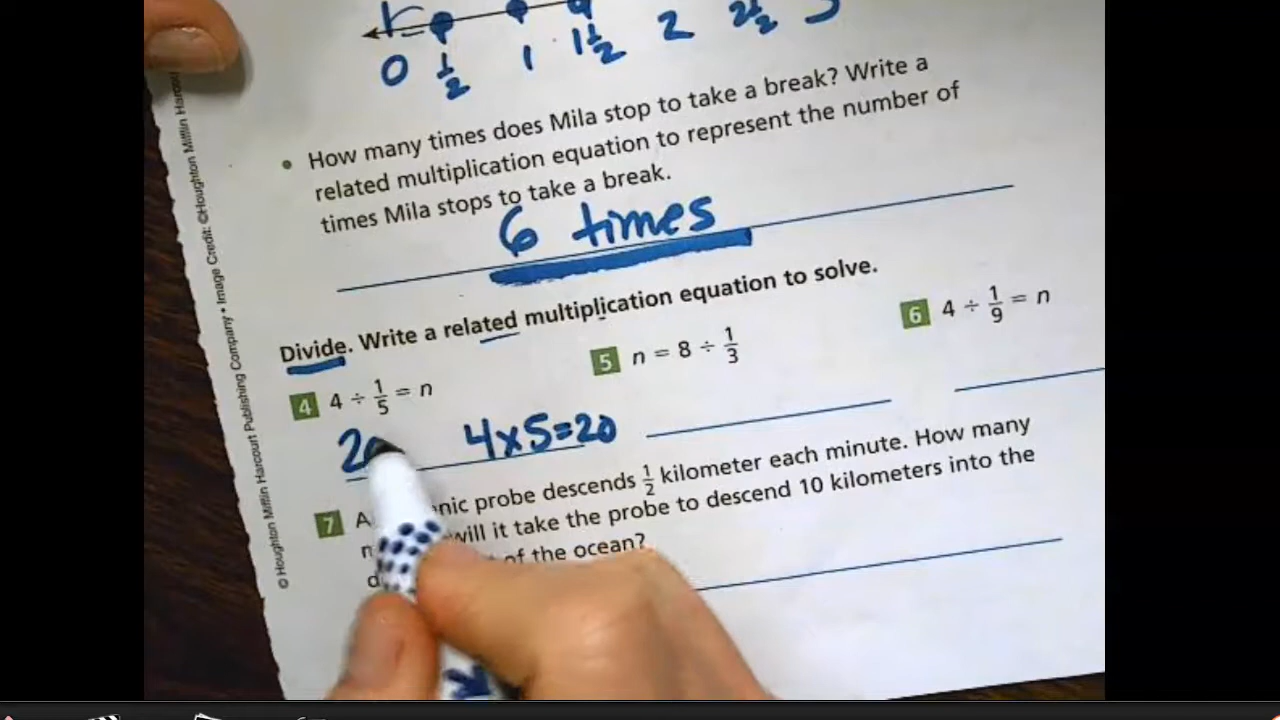 0 1/2 1 1 1/2 2 2 1/2 3
• How many times does Mila stop to take a break? Write a
related multiplication equation to represent the number of
times Mila stops to take a break.
6 times
Divide. Write a related multiplication equation to solve.
4 4 ÷ 1/5 = n
5 n = 8 ÷ 1/3
6 4 ÷ 1/9 = n
20 4x5=20
7 A nic probe descends 1/2 kilometer each minute. How many
will it take the probe to descend 10 kilometers into the
of the ocean?
© Houghton Mifflin Harcourt Publishing Company • Image Credit: ©Houghton Mifflin